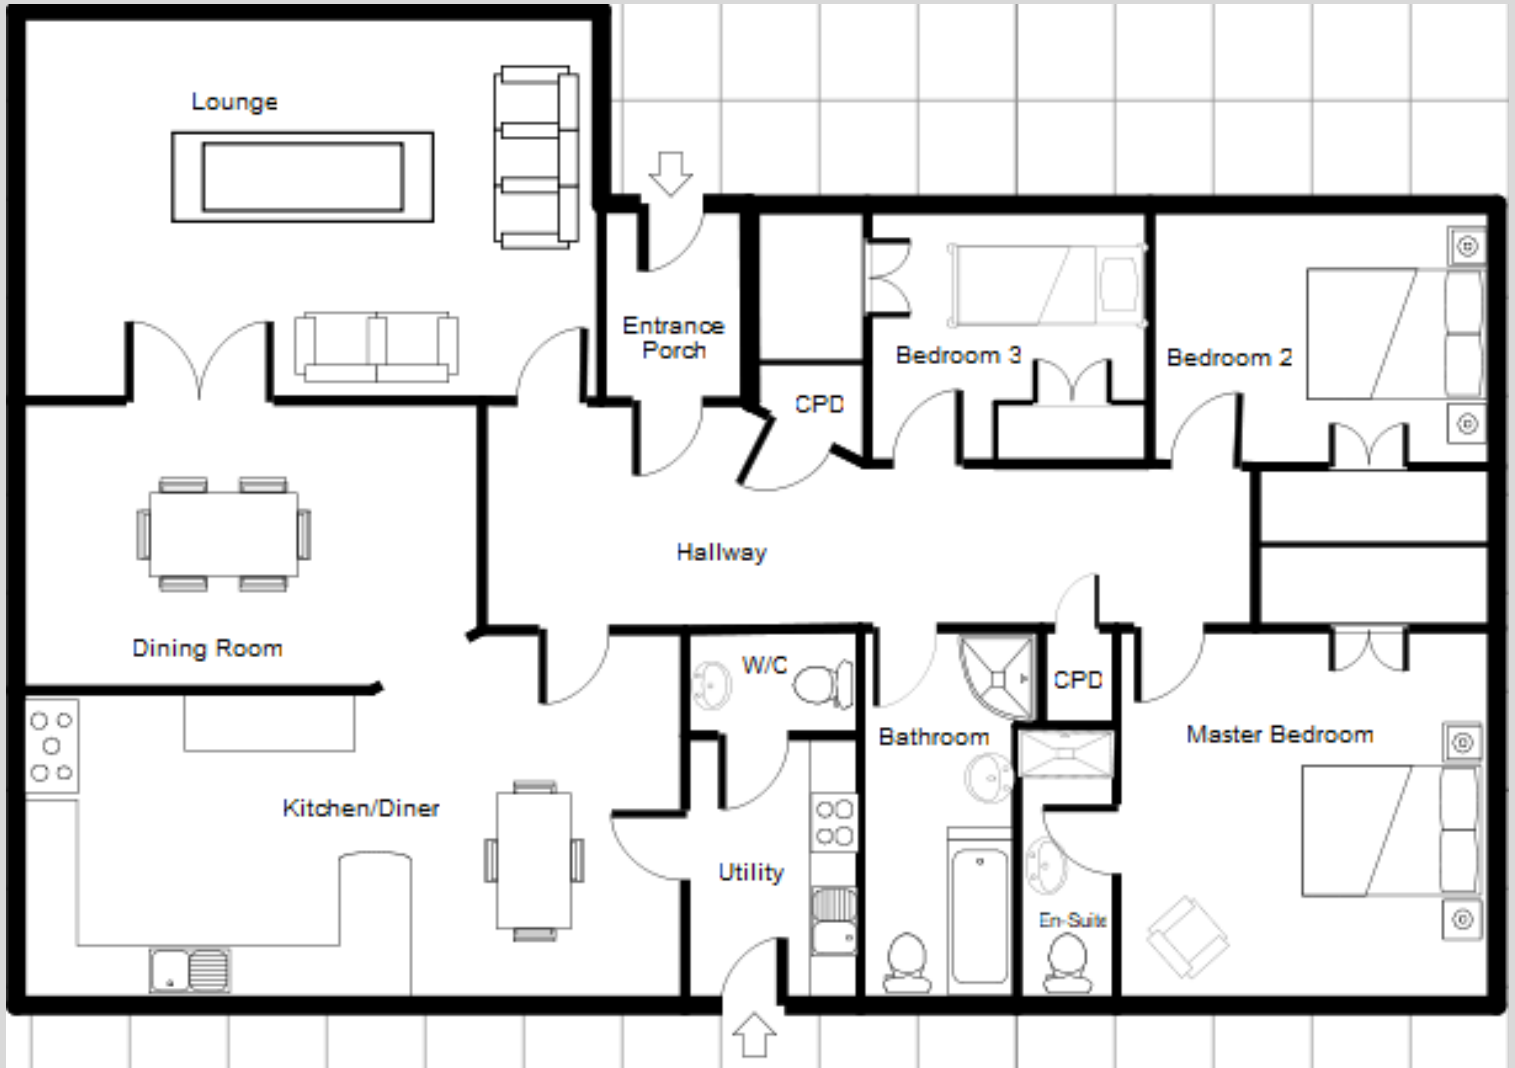 Lounge
Entrance
Porch
Bedroom 3
Bedroom 2
CPD
Hallway
Dining Room
W/C
CPD
Bathroom
Master Bedroom
Kitchen/Diner
Utility
En-Suite